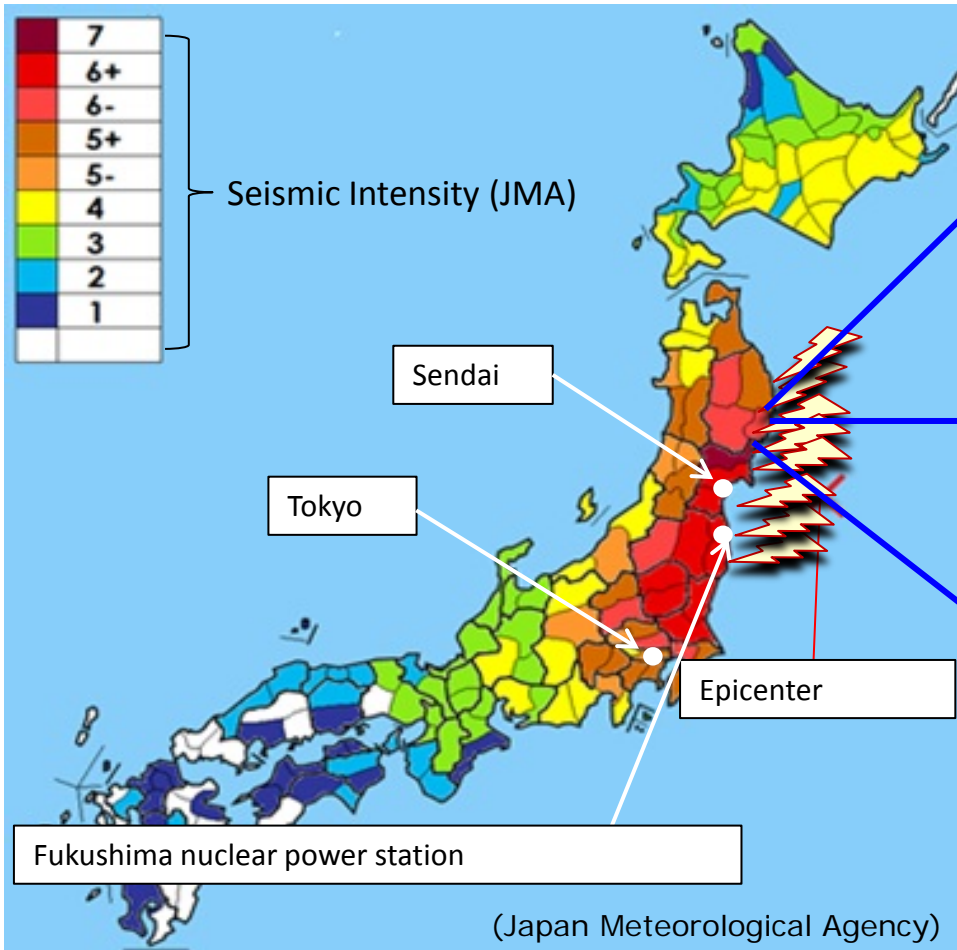 7
6+
6-
5+
5-
4
3
2
1
Seismic Intensity (JMA)
Sendai
Tokyo
Epicenter
Fukushima nuclear power station
(Japan Meteorological Agency)